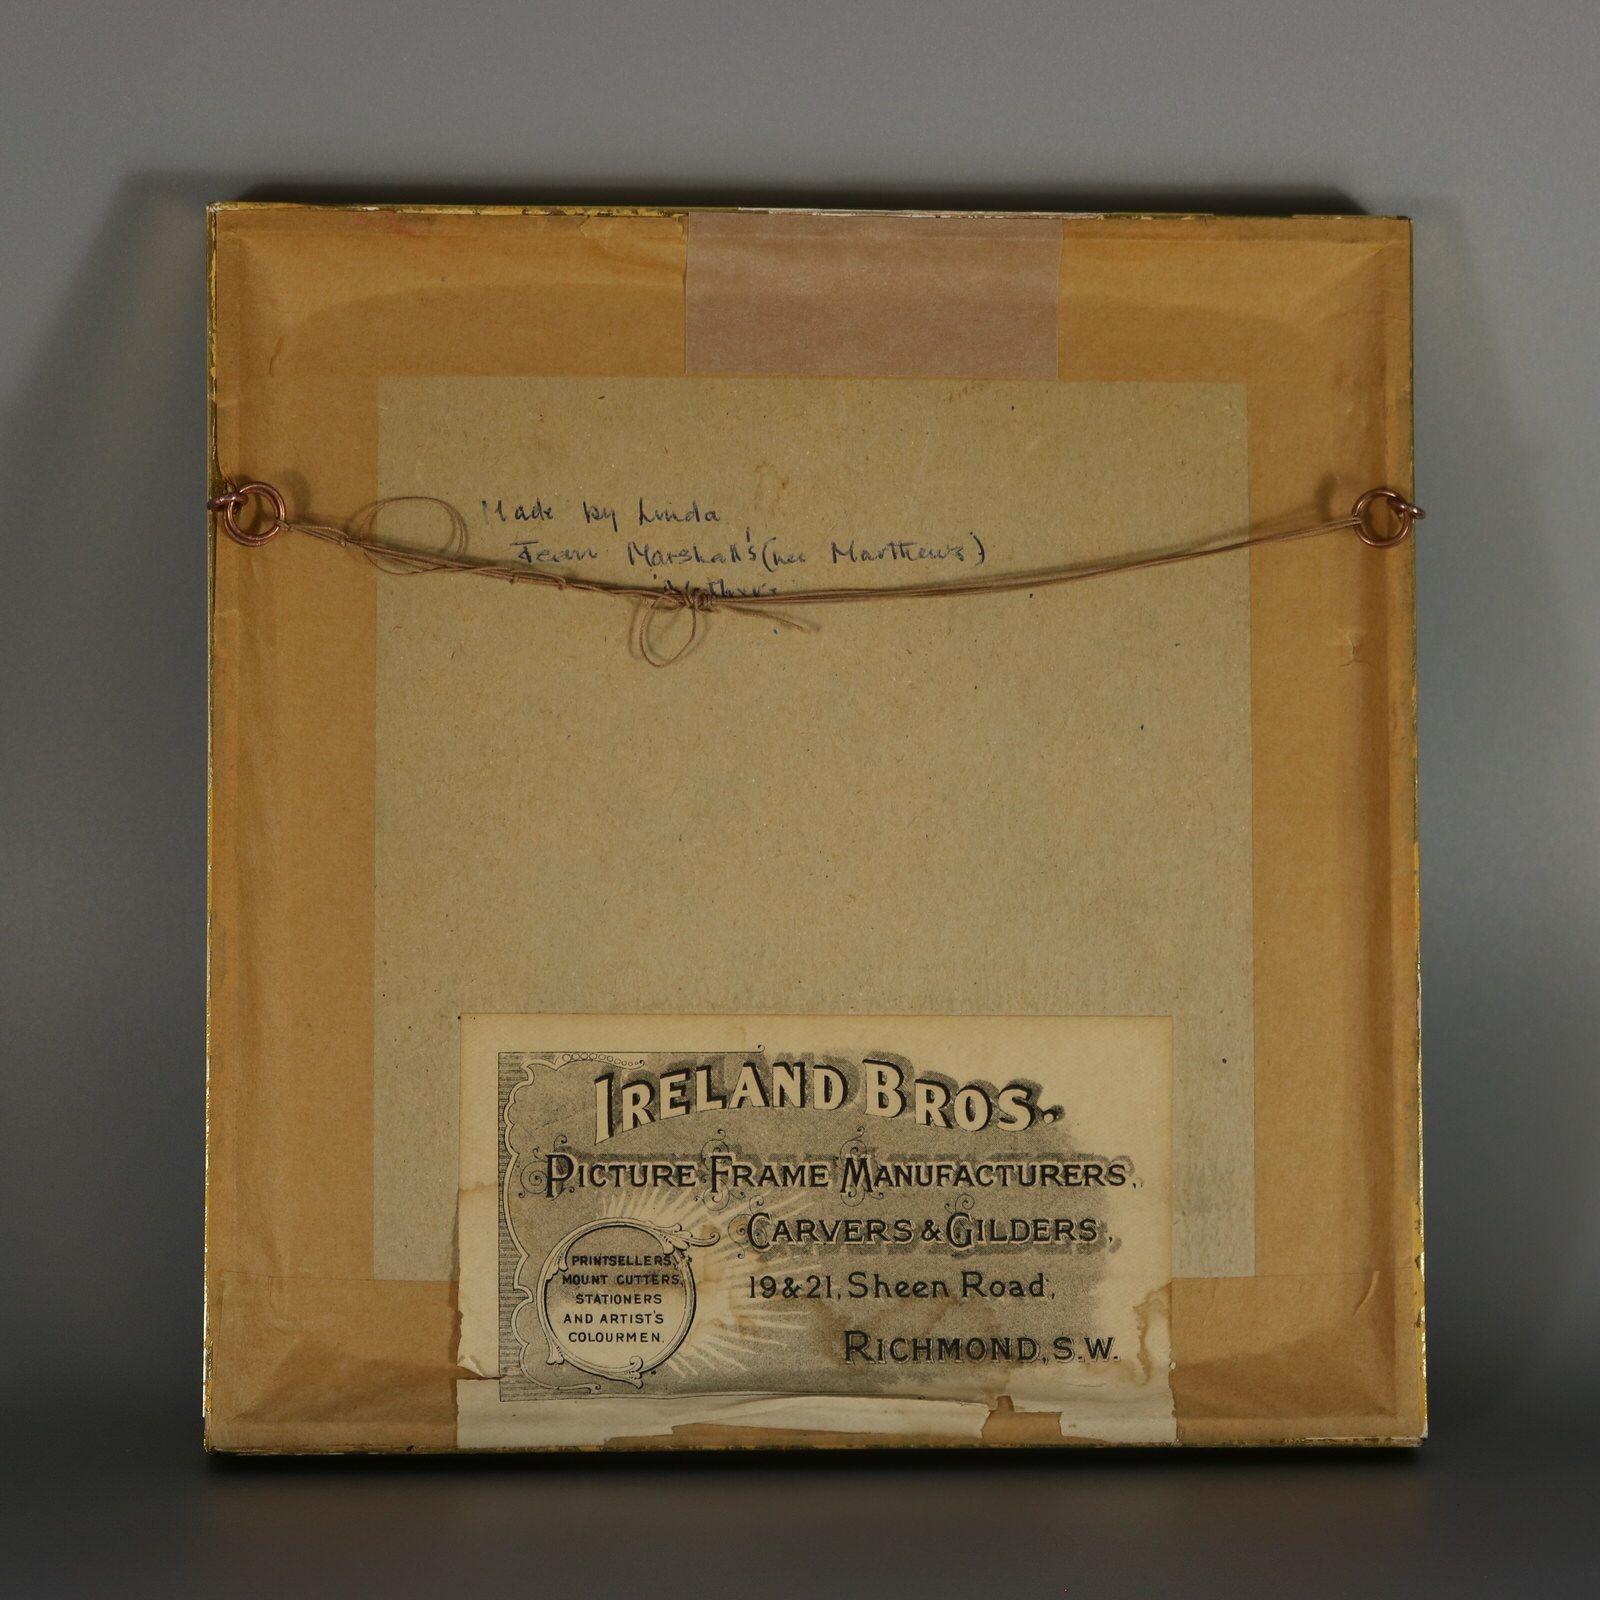 Made by Linda
Jean Marshall's (nee Matthews)
IRELAND BROS.
PICTURE FRAME MANUFACTURERS,
CARVERS & GILDERS,
19 & 21, Sheen Road,
RICHMOND, S.W.
PRINTSELLERS,
MOUNT CUTTERS,
STATIONERS
AND ARTIST'S
COLOURMEN.